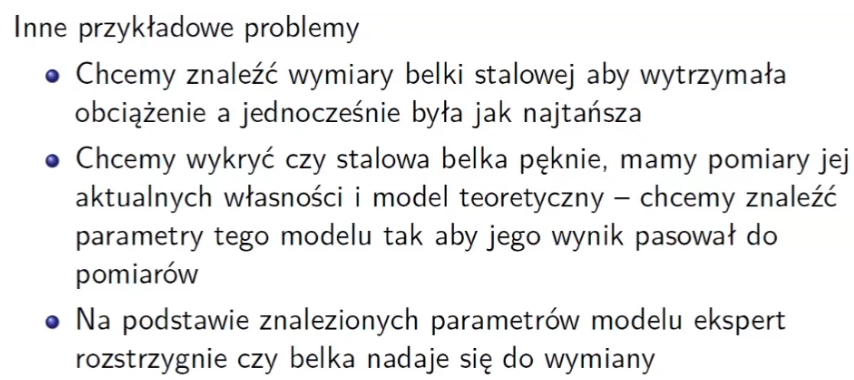 Inne przykładowe problemy
Chcemy znaleźć wymiary belki stalowej aby wytrzymała
obciążenie a jednocześnie była jak najtańsza
Chcemy wykryć czy stalowa belka pęknie, mamy pomiary jej
aktualnych własności i model teoretyczny – chcemy znaleźć
parametry tego modelu tak aby jego wynik pasował do
pomiarów
Na podstawie znalezionych parametrów modelu ekspert
rozstrzygnie czy belka nadaje się do wymiany